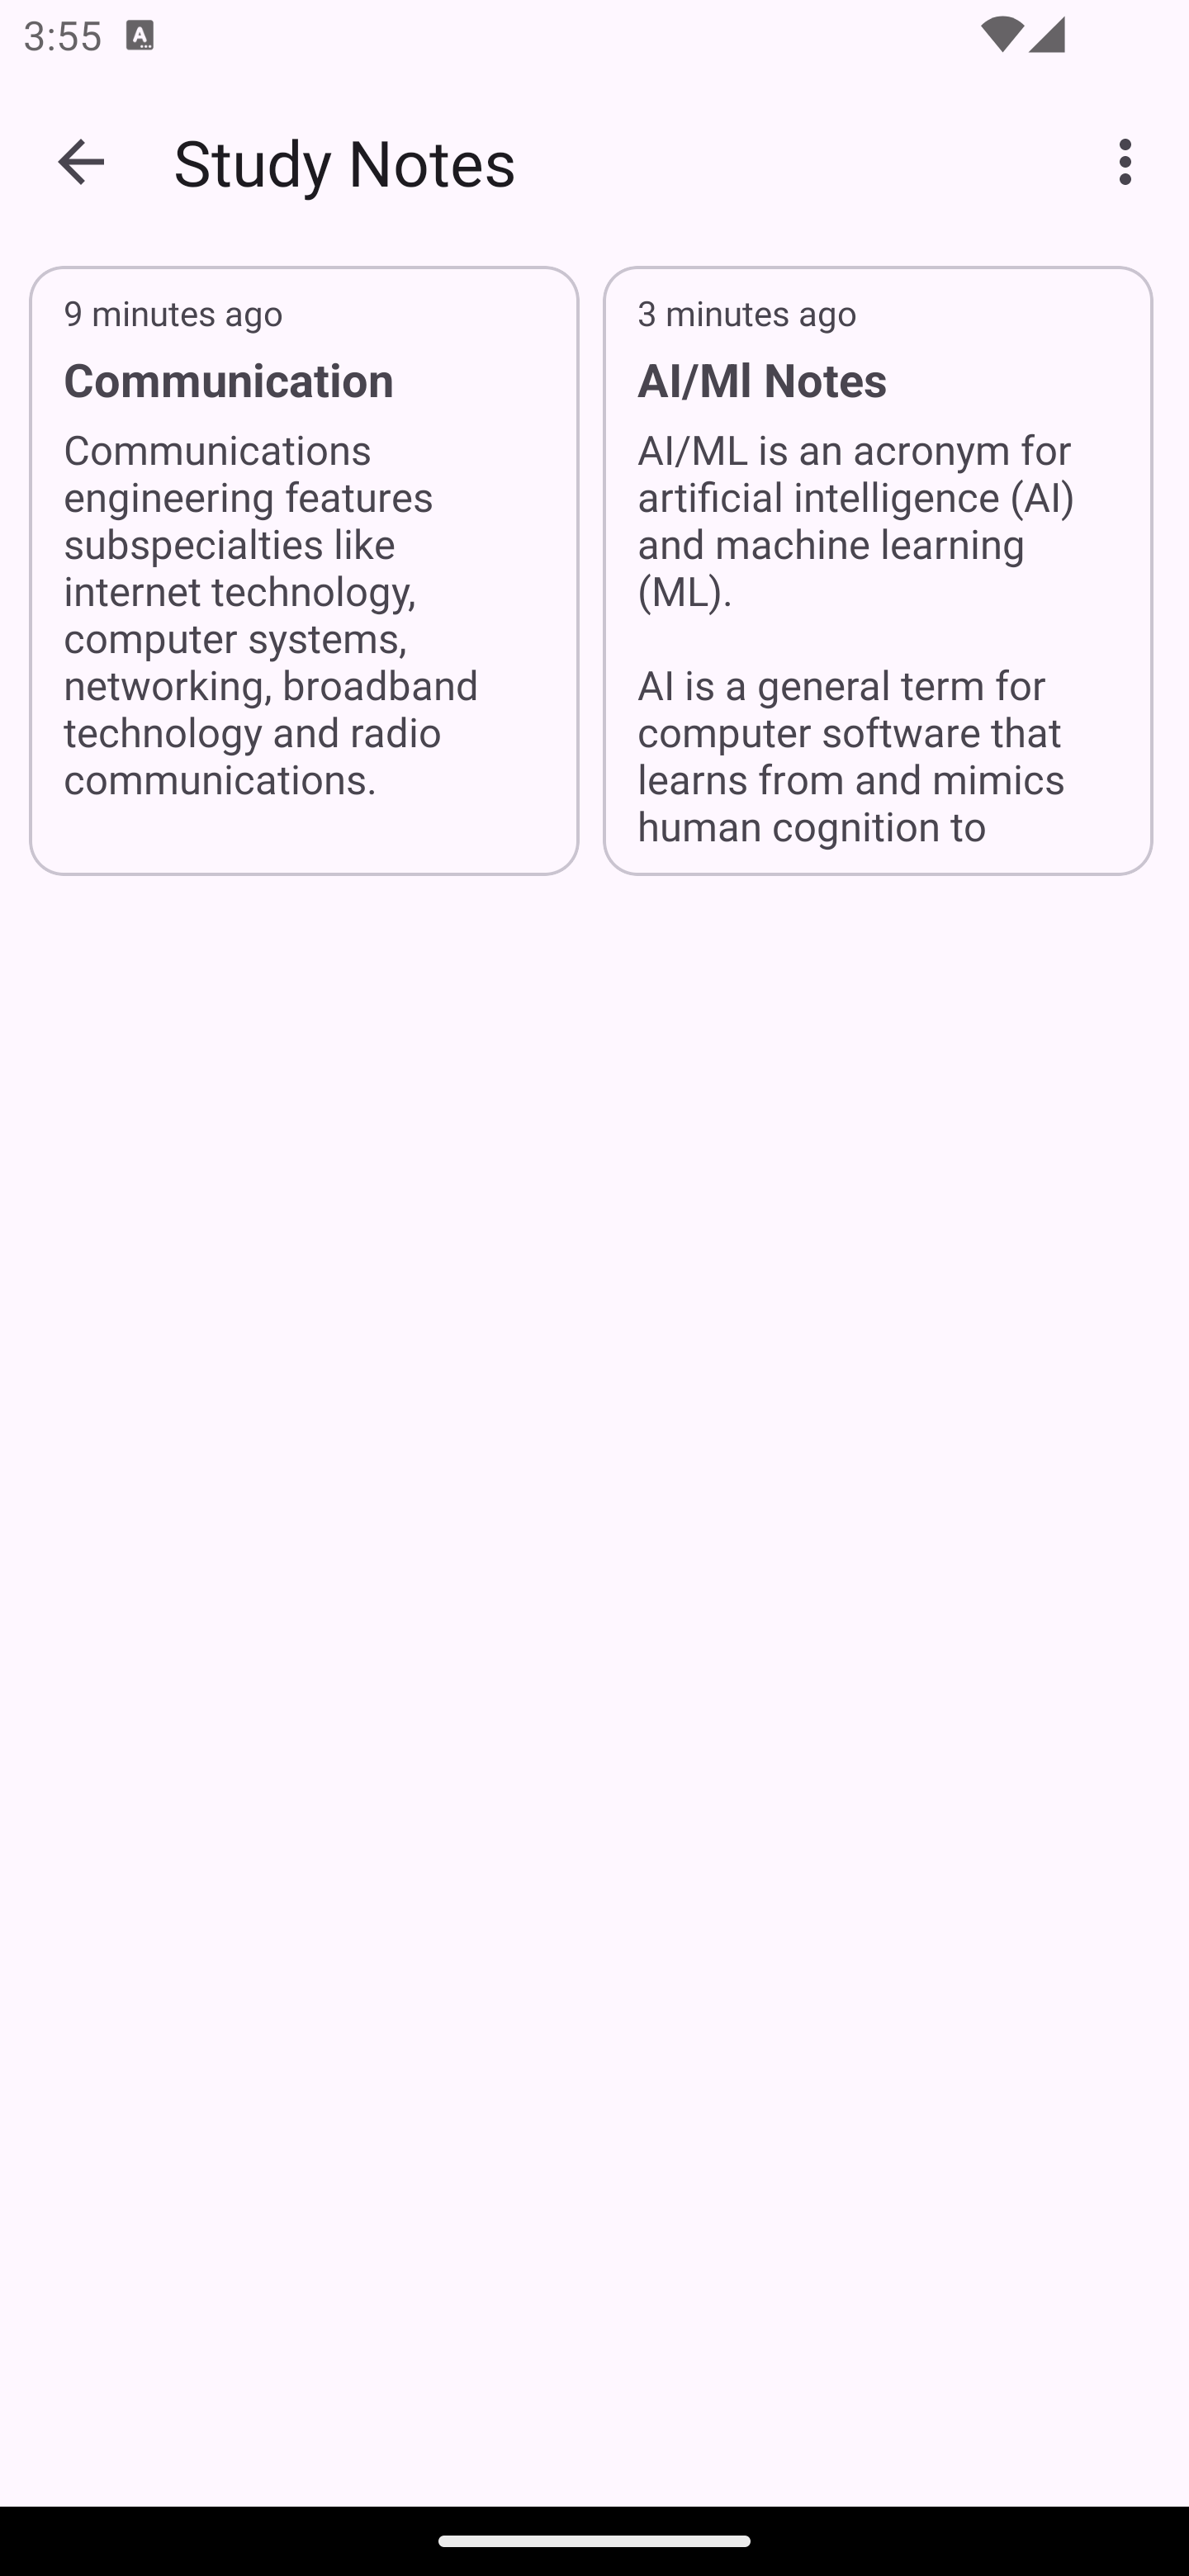 3:55
Study Notes
9 minutes ago
Communication
Communications
engineering features
subspecialties like
internet technology,
computer systems,
networking, broadband
technology and radio
communications.
3 minutes ago
AI/Ml Notes
AI/ML is an acronym for
artificial intelligence (AI)
and machine learning
(ML).
AI is a general term for
computer software that
learns from and mimics
human cognition to